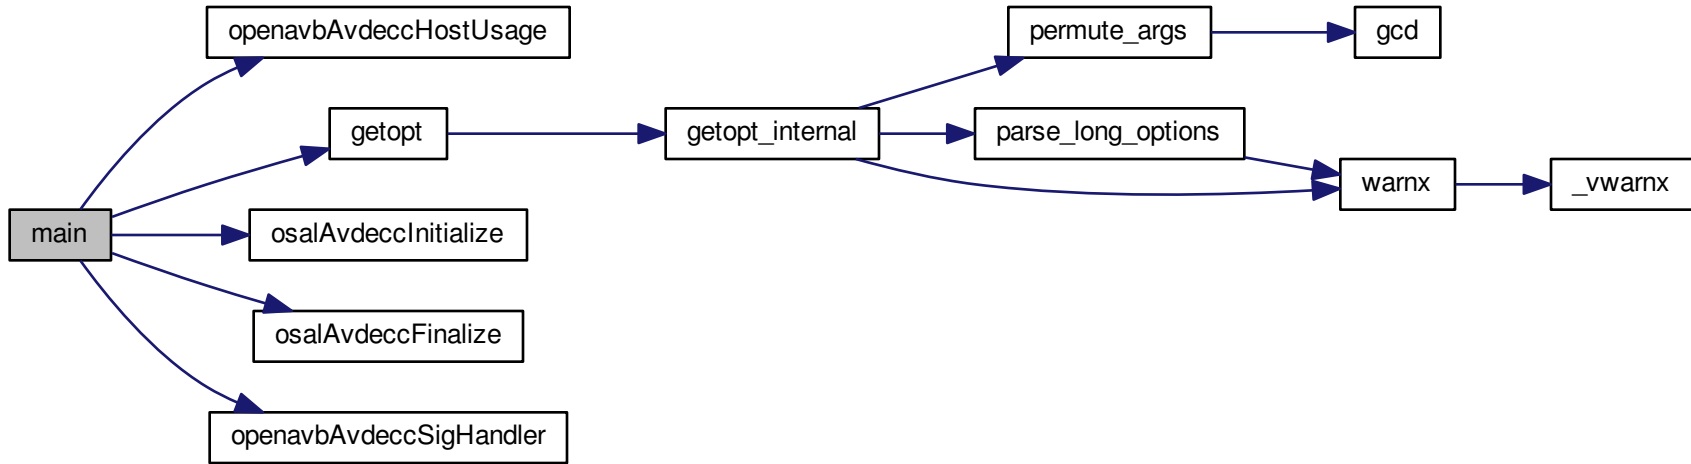 openavbAvdeccHostUsage
permute_args
gcd
getopt
getopt_internal
parse_long_options
warnx
_vwarnx
main
osalAvdeccInitialize
osalAvdeccFinalize
openavbAvdeccSigHandler